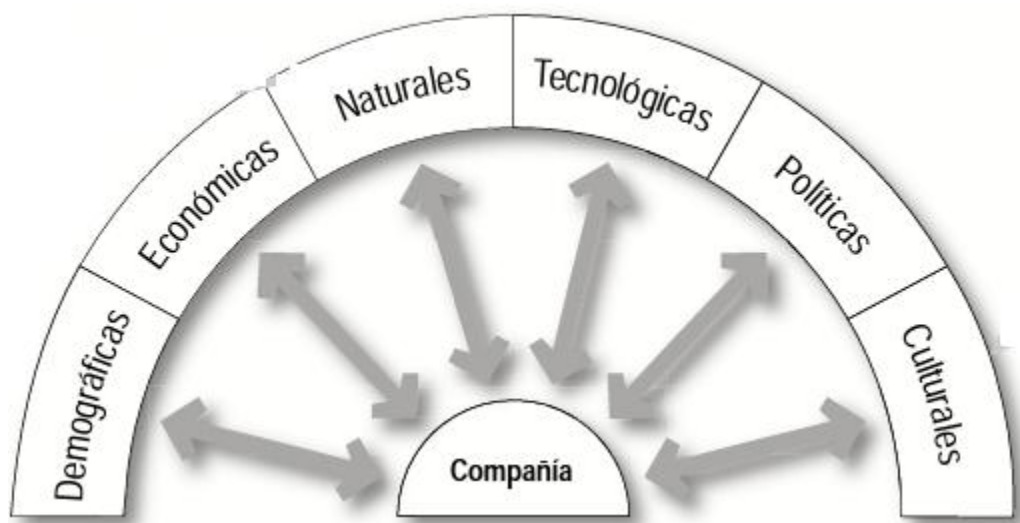 Demográficas
Económicas
Naturales
Tecnológicas
Políticas
Culturales
Compañía